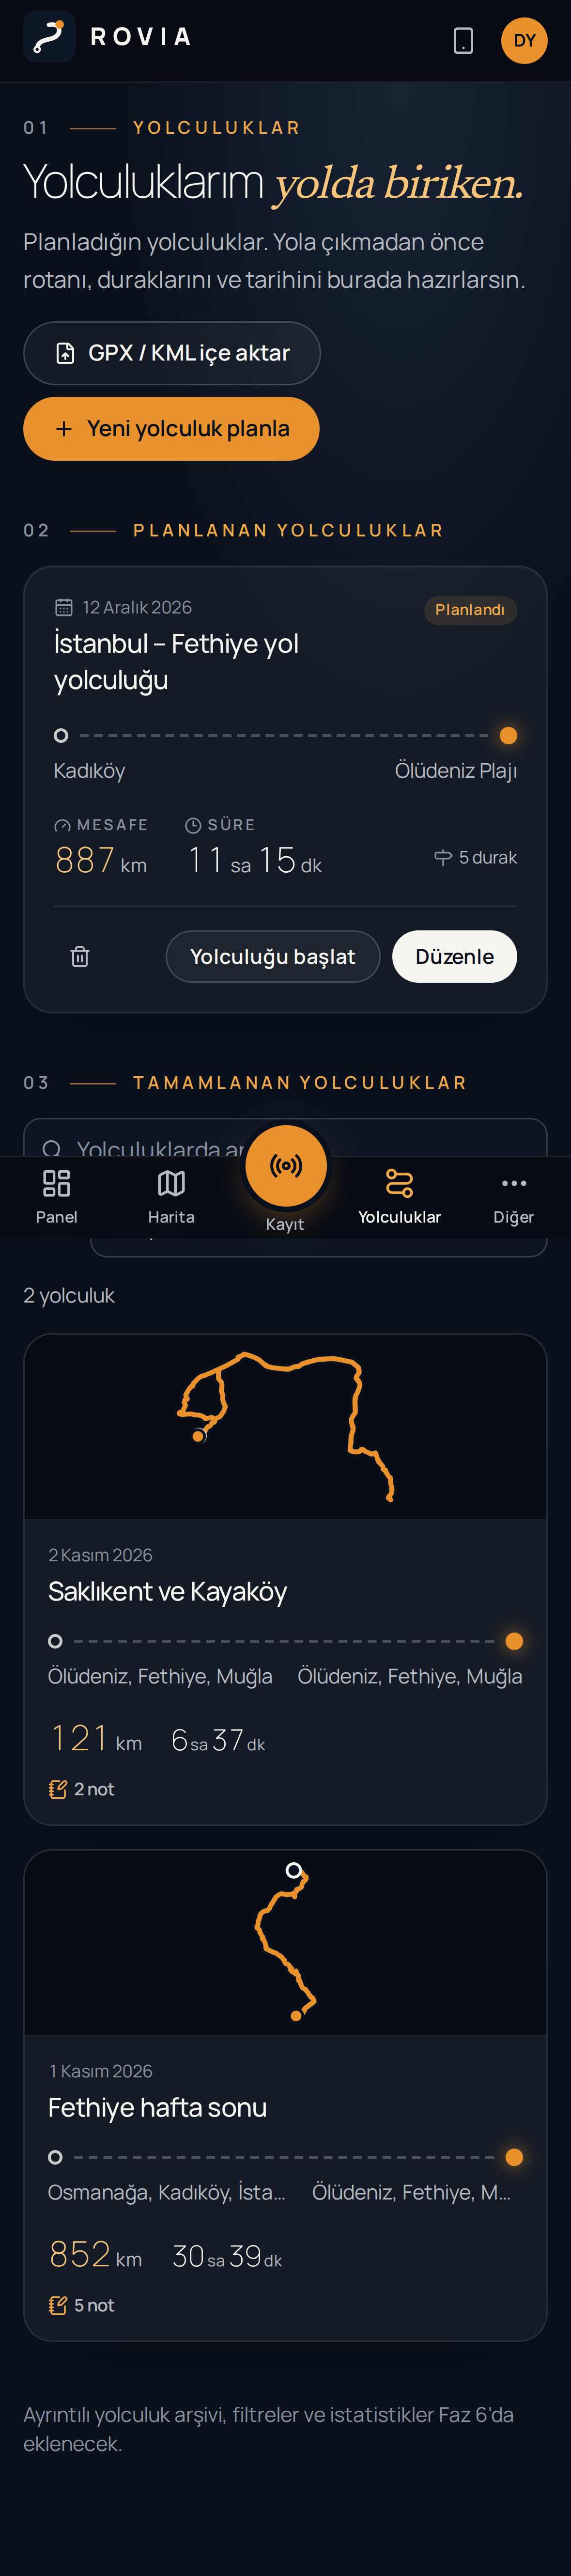 ROVIA
DY
01 YOLCULUKLAR
Yolculuklarım yolda biriken.
Planladığın yolculuklar. Yola çıkmadan önce
rotanı, duraklarını ve tarihini burada hazırlarsın.
GPX / KML içe aktar
Yeni yolculuk planla
02 PLANLANAN YOLCULUKLAR
12 Aralık 2026
Planlandı
İstanbul – Fethiye yol
yolculuğu
Kadıköy Ölüdeniz Plajı
MESAFE SÜRE
887 km 11 sa 15 dk 5 durak
Yolculuğu başlat Düzenle
03 TAMAMLANAN YOLCULUKLAR
Yolculuklarda
Panel Harita Kayıt Yolculuklar Diğer
2 yolculuk
2 Kasım 2026
Saklıkent ve Kayaköy
Ölüdeniz, Fethiye, Muğla Ölüdeniz, Fethiye, Muğla
121 km 6 sa 37 dk
2 not
1 Kasım 2026
Fethiye hafta sonu
Osmanağa, Kadıköy, İsta... Ölüdeniz, Fethiye, M...
852 km 30 sa 39 dk
5 not
Ayrıntılı yolculuk arşivi, filtreler ve istatistikler Faz 6'da
eklenecek.